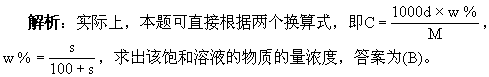 解析：实际上，本题可直接根据两个换算式，即C = \frac{1000d × w %}{M}，
w % = \frac{s}{100 + s}，求出该饱和溶液的物质的量浓度，答案为(B)。